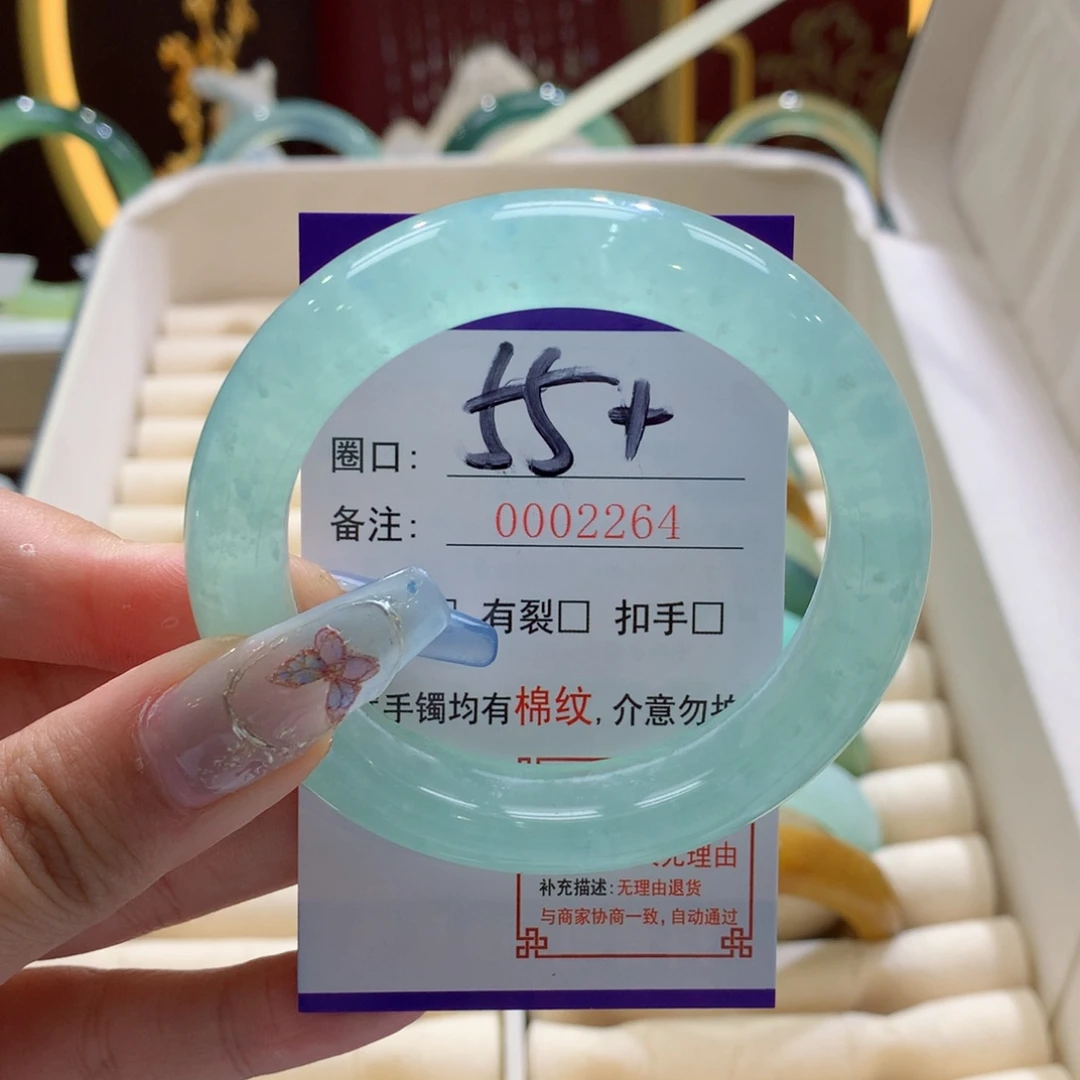 圈口: 55+
备注: 0002264
有裂□ 扣手□
手镯均有棉纹, 介意勿拍
无理由
补充描述: 无理由退货
与商家协商一致, 自动通过